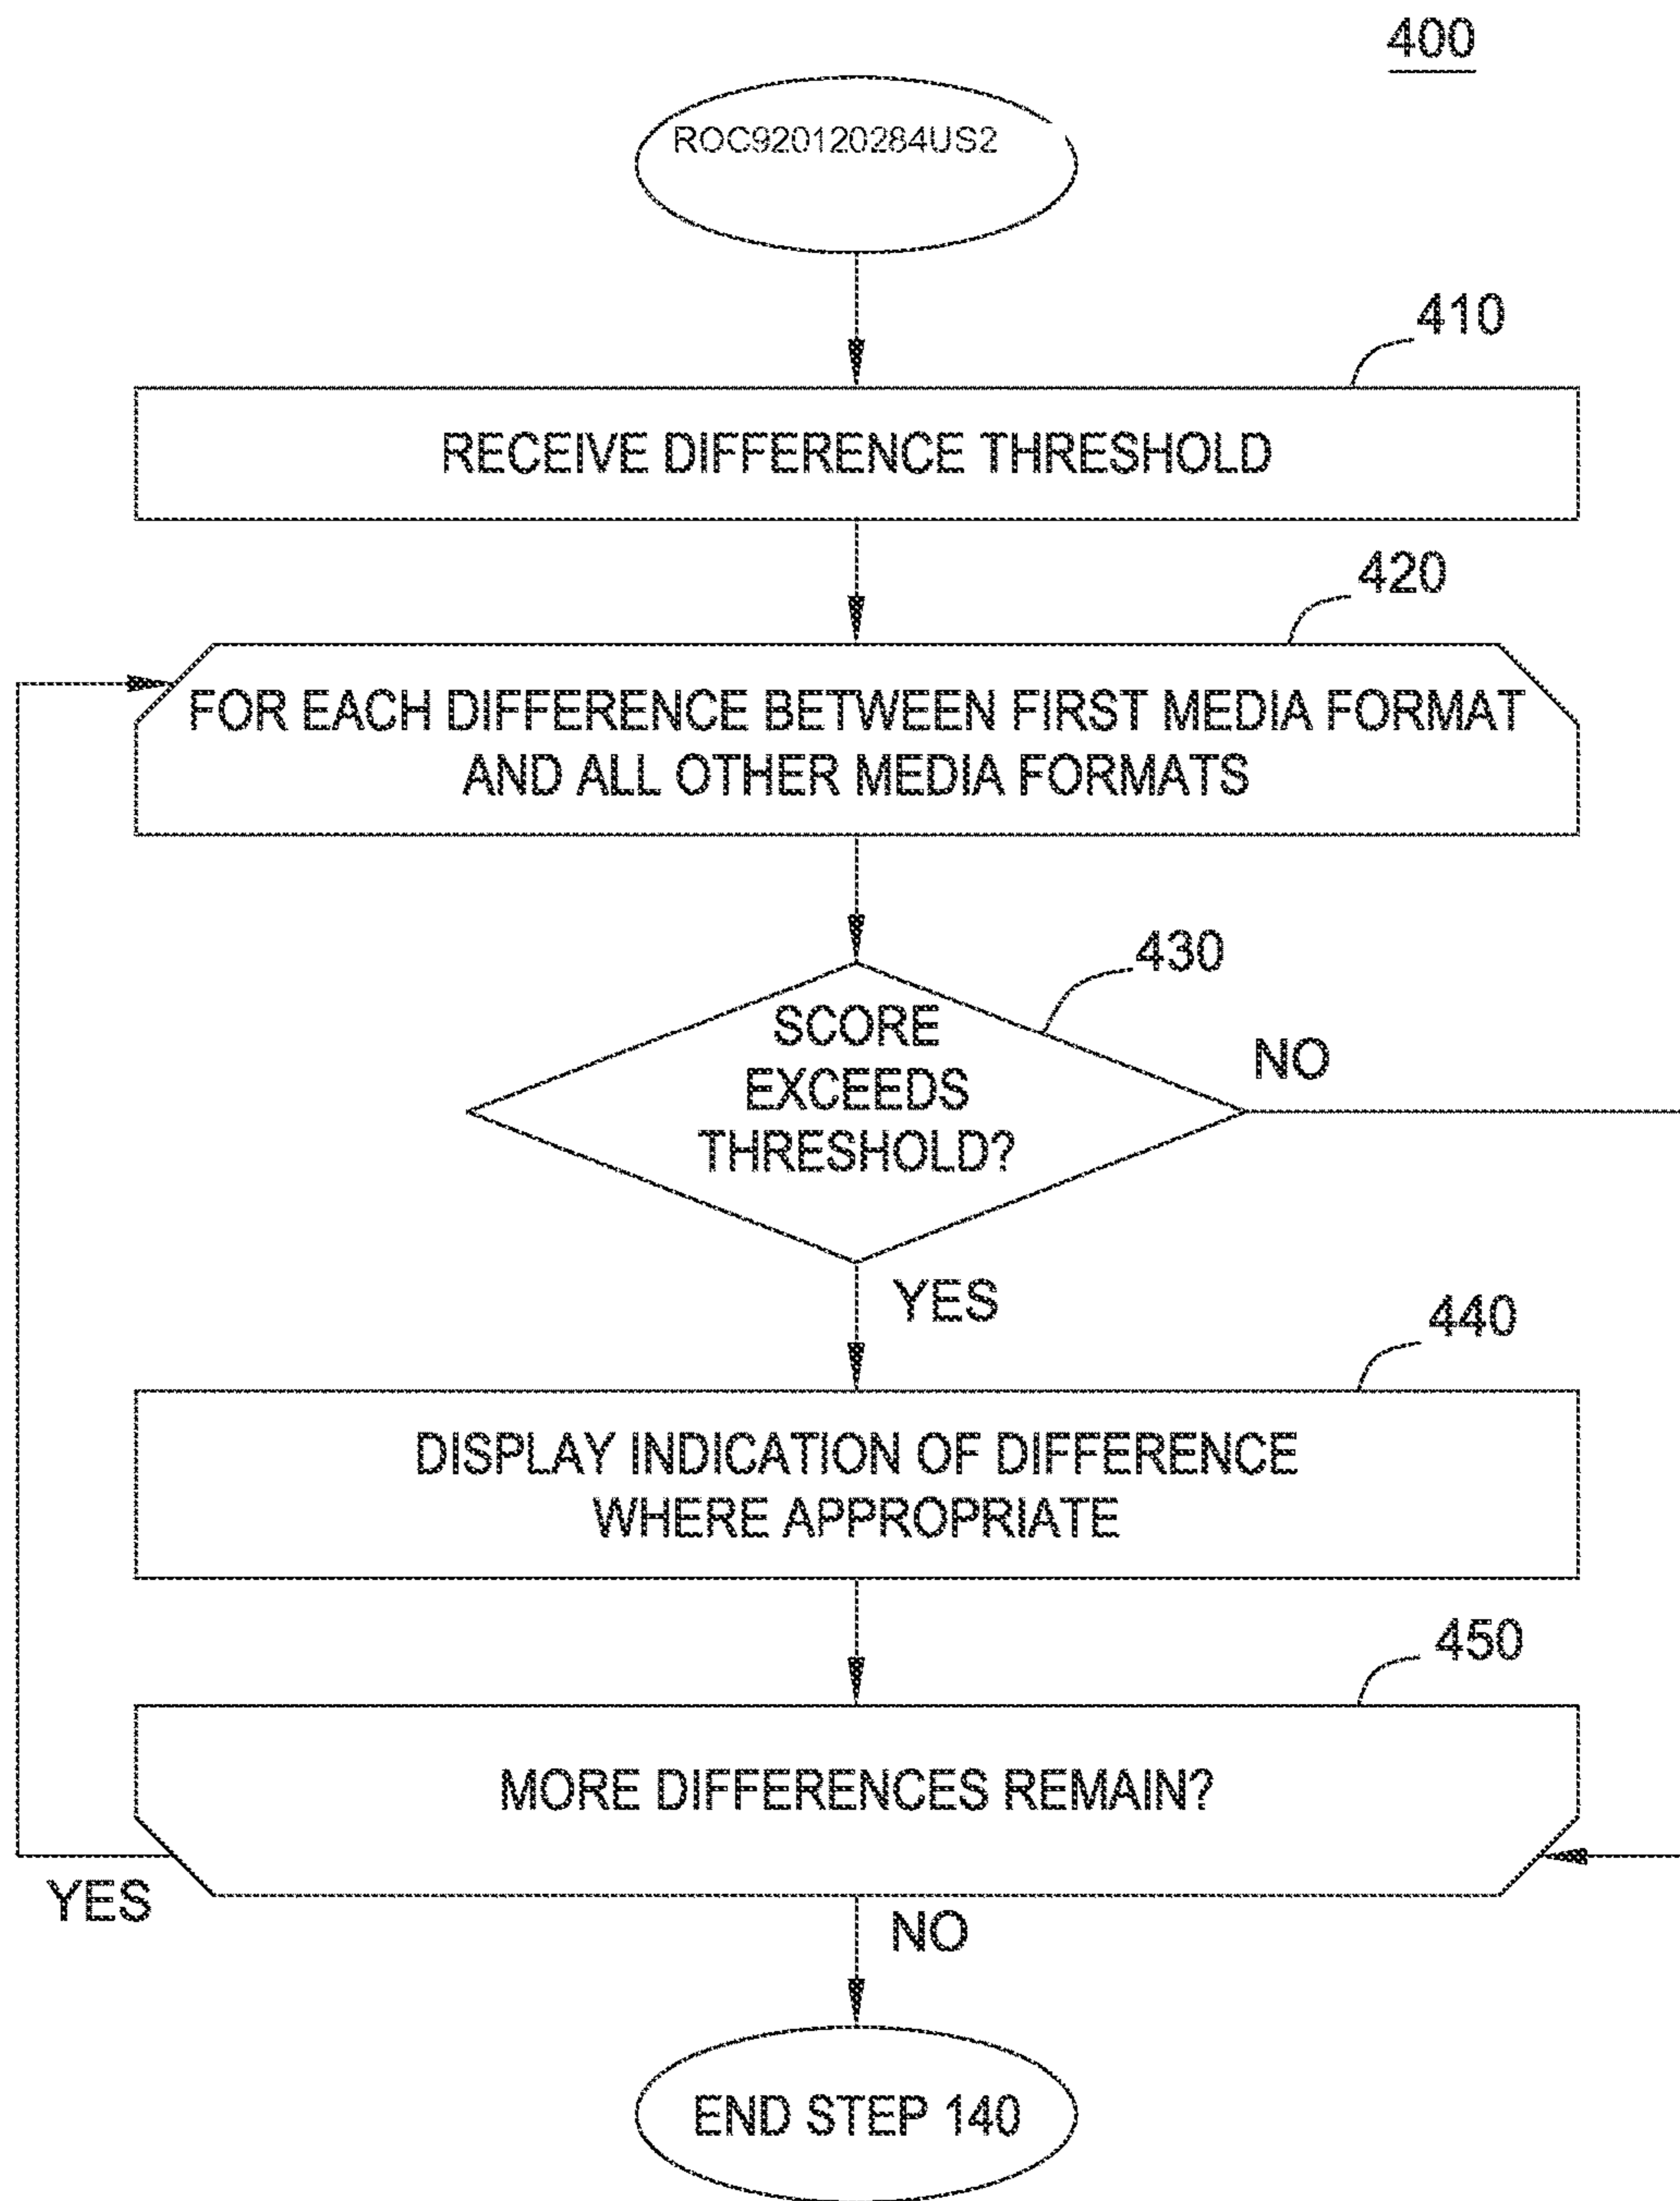 400
ROC920120284US2
410
RECEIVE DIFFERENCE THRESHOLD
420
FOR EACH DIFFERENCE BETWEEN FIRST MEDIA FORMAT
AND ALL OTHER MEDIA FORMATS
430
SCORE
EXCEEDS
THRESHOLD?
NO
YES
440
DISPLAY INDICATION OF DIFFERENCE
WHERE APPROPRIATE
450
MORE DIFFERENCES REMAIN?
YES
NO
END STEP 140